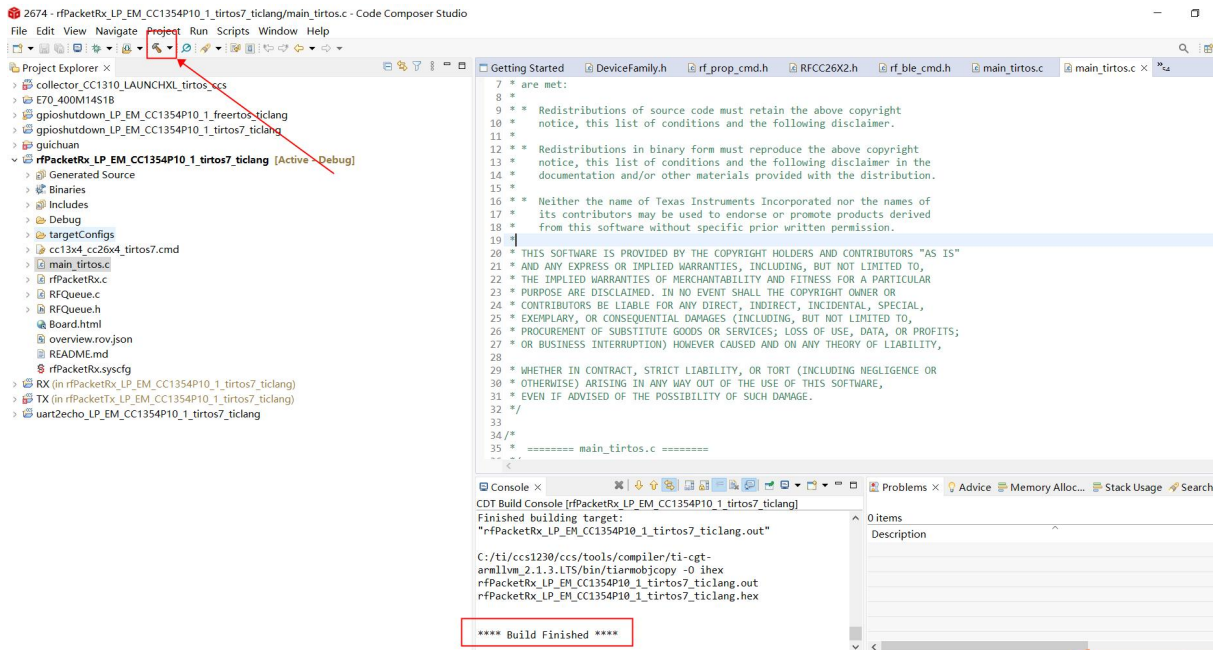 2674 - rfPacketRx_LP_EM_CC1354P10_1_tirtos7_ticlang/main_tirtos.c - Code Composer Studio
File Edit View Navigate Project Run Scripts Window Help
Project Explorer
collector_CC1310_LAUNCHXL_tirtos_ccs
E70_400M14S1B
gpioshutdown_LP_EM_CC1354P10_1_freertos_ticlang
gpioshutdown_LP_EM_CC1354P10_1_tirtos7_ticlang
guichuan
rfPacketRx_LP_EM_CC1354P10_1_tirtos7_ticlang [Active - Debug]
Generated Source
Binaries
Includes
Debug
targetConfigs
cc13x4_cc26x4_tirtos7.cmd
main_tirtos.c
rfPacketRx.c
RFQueue.c
RFQueue.h
Board.html
overview.rov.json
README.md
rfPacketRx.syscfg
RX (in rfPacketRx_LP_EM_CC1354P10_1_tirtos7_ticlang)
TX (in rfPacketTx_LP_EM_CC1354P10_1_tirtos7_ticlang)
uart2echo_LP_EM_CC1354P10_1_tirtos7_ticlang
Getting Started DeviceFamily.h rf_prop_cmd.h RFCC26X2.h rf_ble_cmd.h main_tirtos.c main_tirtos.c
7 * are met:
8 *
9 * * Redistributions of source code must retain the above copyright
10 * notice, this list of conditions and the following disclaimer.
11 *
12 * * Redistributions in binary form must reproduce the above copyright
13 * notice, this list of conditions and the following disclaimer in the
14 * documentation and/or other materials provided with the distribution.
15 *
16 * * Neither the name of Texas Instruments Incorporated nor the names of
17 * its contributors may be used to endorse or promote products derived
18 * from this software without specific prior written permission.
19 *
20 * THIS SOFTWARE IS PROVIDED BY THE COPYRIGHT HOLDERS AND CONTRIBUTORS "AS IS"
21 * AND ANY EXPRESS OR IMPLIED WARRANTIES, INCLUDING, BUT NOT LIMITED TO,
22 * THE IMPLIED WARRANTIES OF MERCHANTABILITY AND FITNESS FOR A PARTICULAR
23 * PURPOSE ARE DISCLAIMED. IN NO EVENT SHALL THE COPYRIGHT OWNER OR
24 * CONTRIBUTORS BE LIABLE FOR ANY DIRECT, INDIRECT, INCIDENTAL, SPECIAL,
25 * EXEMPLARY, OR CONSEQUENTIAL DAMAGES (INCLUDING, BUT NOT LIMITED TO,
26 * PROCUREMENT OF SUBSTITUTE GOODS OR SERVICES; LOSS OF USE, DATA, OR PROFITS;
27 * OR BUSINESS INTERRUPTION) HOWEVER CAUSED AND ON ANY THEORY OF LIABILITY,
28
29 * WHETHER IN CONTRACT, STRICT LIABILITY, OR TORT (INCLUDING NEGLIGENCE OR
30 * OTHERWISE) ARISING IN ANY WAY OUT OF THE USE OF THIS SOFTWARE,
31 * EVEN IF ADVISED OF THE POSSIBILITY OF SUCH DAMAGE.
32 */
33
34 /*
35 * ======== main_tirtos.c ========
Console
CDT Build Console [rfPacketRx_LP_EM_CC1354P10_1_tirtos7_ticlang]
Finished building target:
"rfPacketRx_LP_EM_CC1354P10_1_tirtos7_ticlang.out"
C:/ti/ccs1230/ccs/tools/compiler/ti-cgt-
armllvm_2.1.3.LTS/bin/tiarmobjcopy -O ihex
rfPacketRx_LP_EM_CC1354P10_1_tirtos7_ticlang.out
rfPacketRx_LP_EM_CC1354P10_1_tirtos7_ticlang.hex
**** Build Finished ****
Problems Advice Memory Alloc... Stack Usage Search
0 items
Description